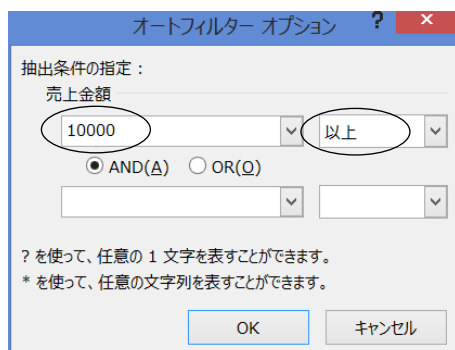 オートフィルター オプション ? ×
抽出条件の指定：
売上金額
10000 以上
AND(A) OR(O)
? を使って、任意の 1 文字を表すことができます。
* を使って、任意の文字列を表すことができます。
OK キャンセル